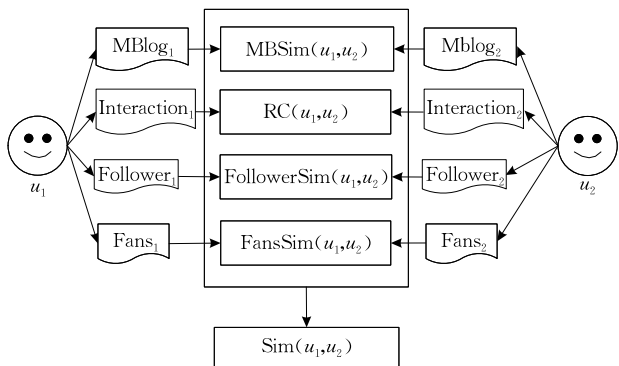 MBlog₁ MBSim(u₁,u₂) Mblog₂
Interaction₁ RC(u₁,u₂) Interaction₂
u₁ Follower₁ FollowerSim(u₁,u₂) Follower₂ u₂
Fans₁ FansSim(u₁,u₂) Fans₂
Sim(u₁,u₂)